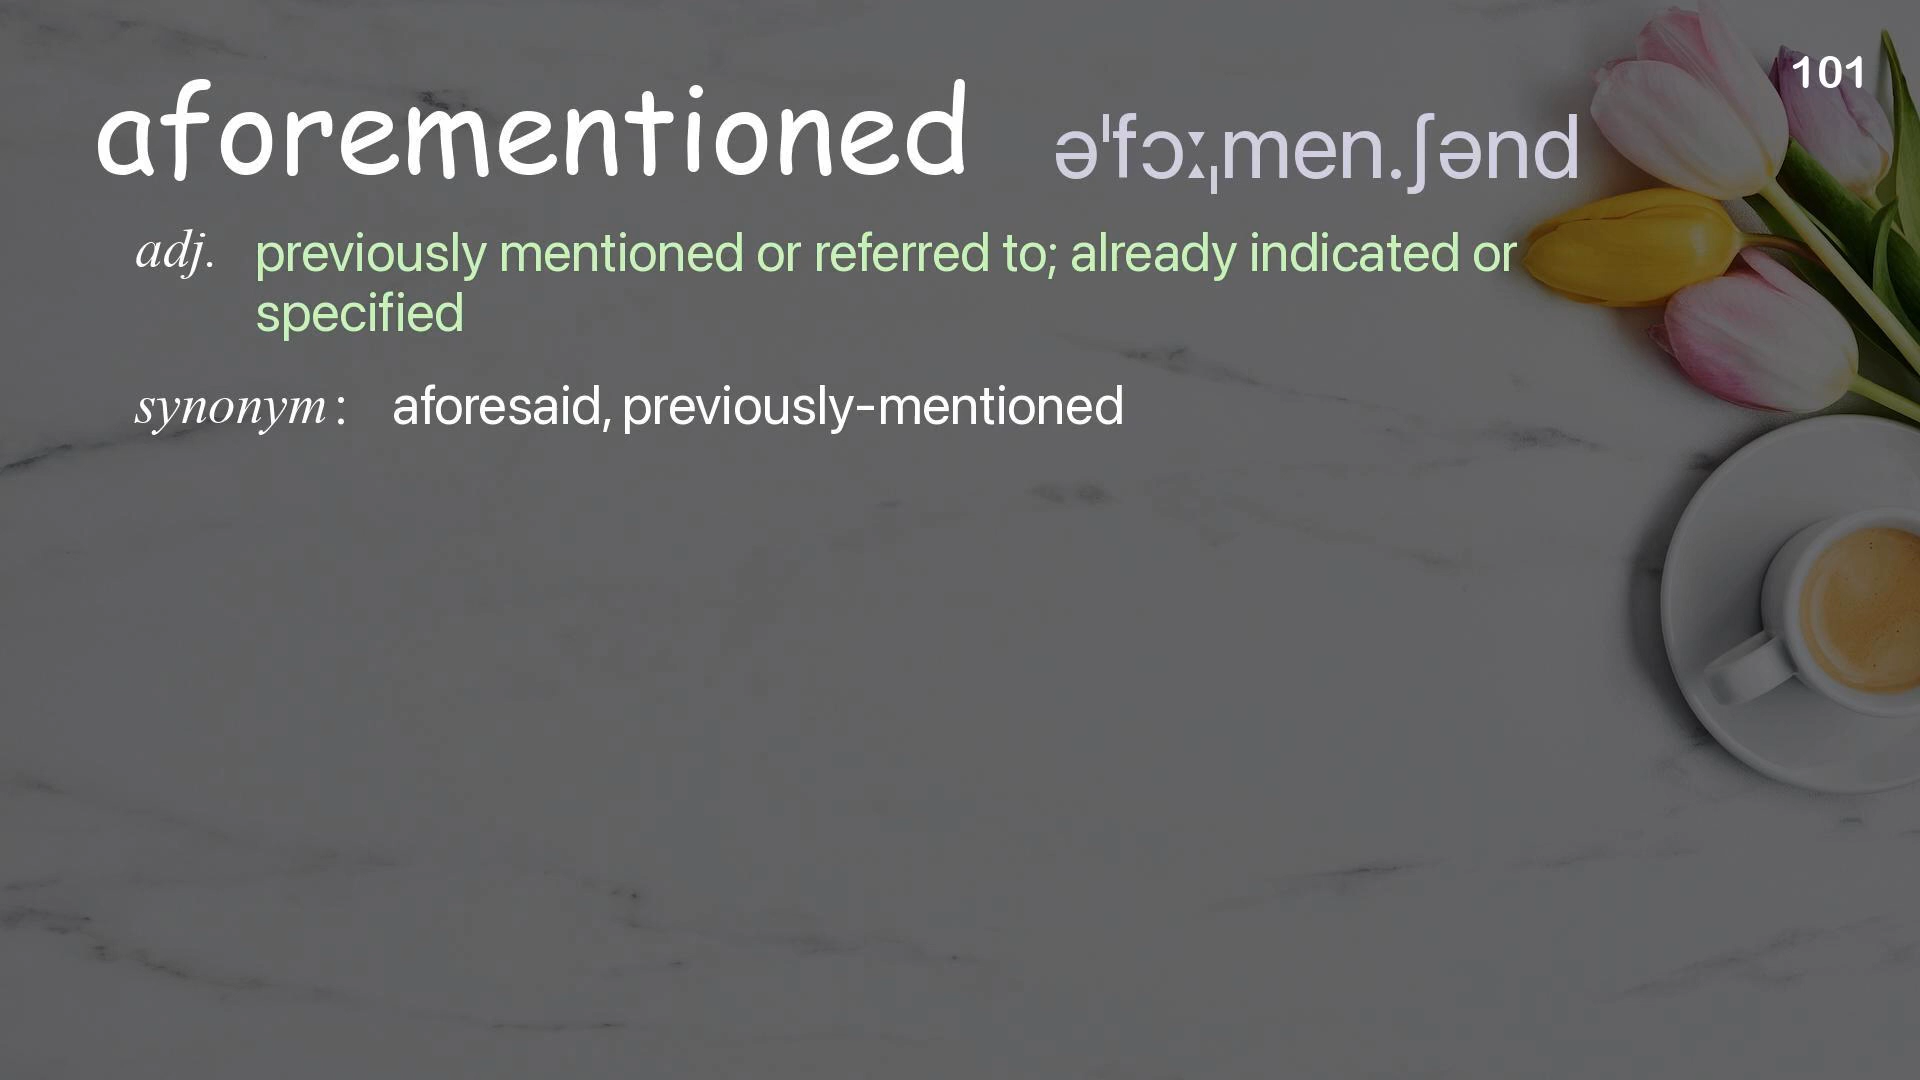 101
aforementioned əˈfɔːˌmen.ʃənd
adj. previously mentioned or referred to; already indicated or
specified
synonym: aforesaid, previously-mentioned